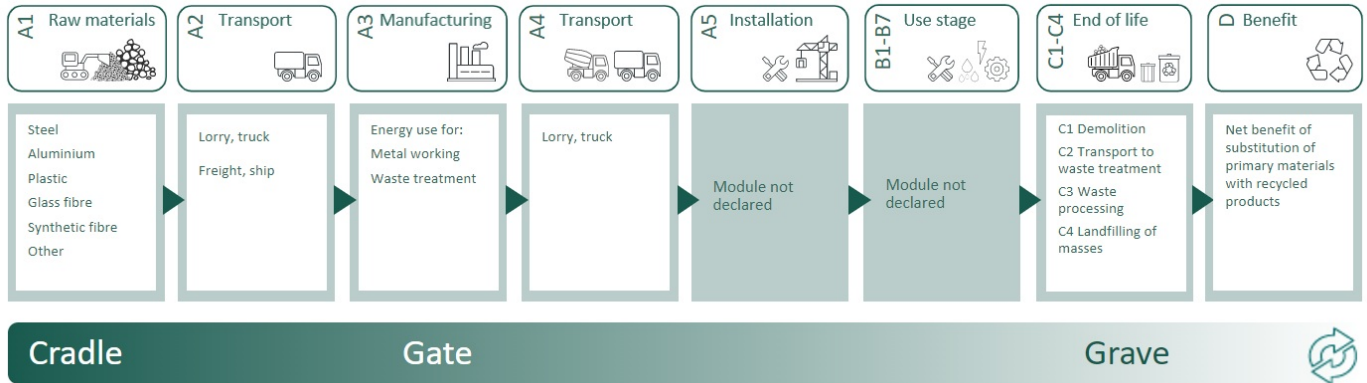 A1 Raw materials
A2 Transport
A3 Manufacturing
A4 Transport
A5 Installation
B1-B7 Use stage
C1-C4 End of life
D Benefit
Steel
Aluminium
Plastic
Glass fibre
Synthetic fibre
Other
Lorry, truck
Freight, ship
Energy use for:
Metal working
Waste treatment
Lorry, truck
Module not
declared
Module not
declared
C1 Demolition
C2 Transport to
waste treatment
C3 Waste
processing
C4 Landfilling of
masses
Net benefit of
substitution of
primary materials
with recycled
products
Cradle
Gate
Grave